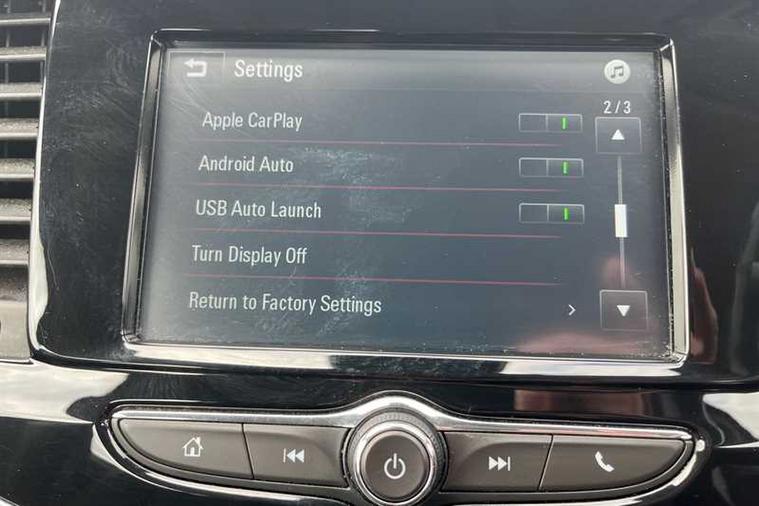 Settings
2/3
Apple CarPlay
Android Auto
USB Auto Launch
Turn Display Off
Return to Factory Settings